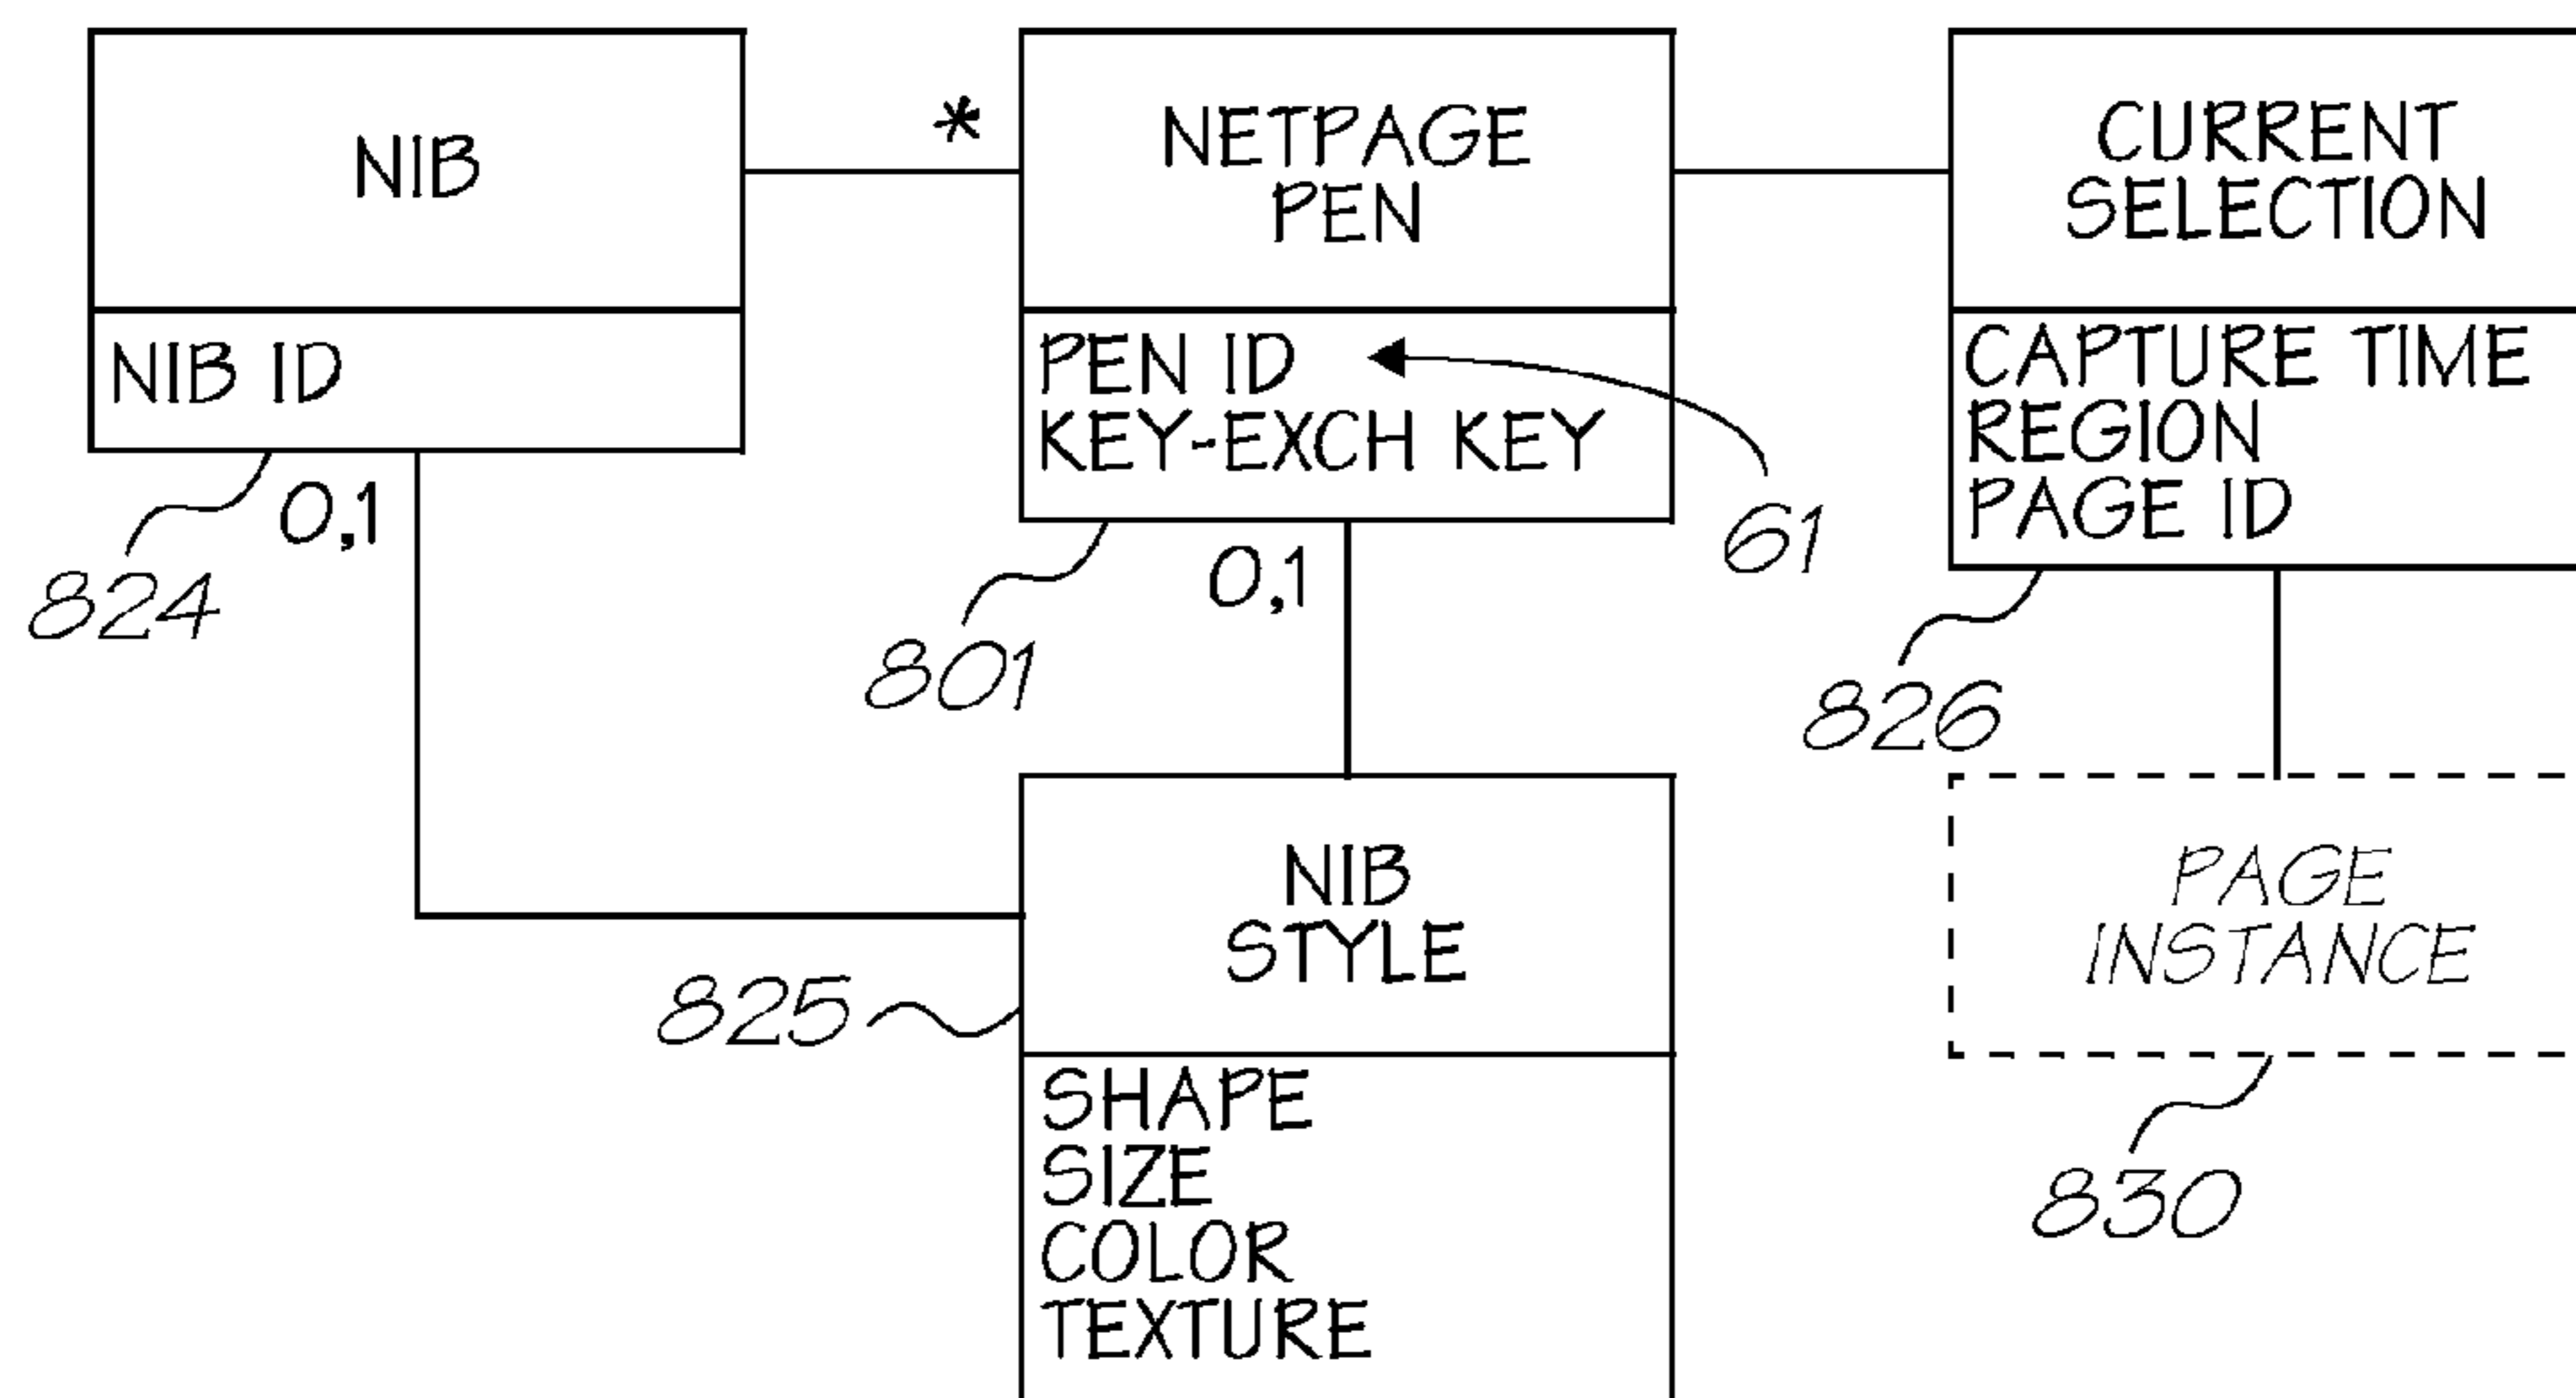 NIB
*
NETPAGE
PEN
CURRENT
SELECTION
NIB ID
PEN ID
KEY-EXCH KEY
CAPTURE TIME
REGION
PAGE ID
0,1
824
0,1
801
61
826
NIB
STYLE
825
PAGE
INSTANCE
830
SHAPE
SIZE
COLOR
TEXTURE